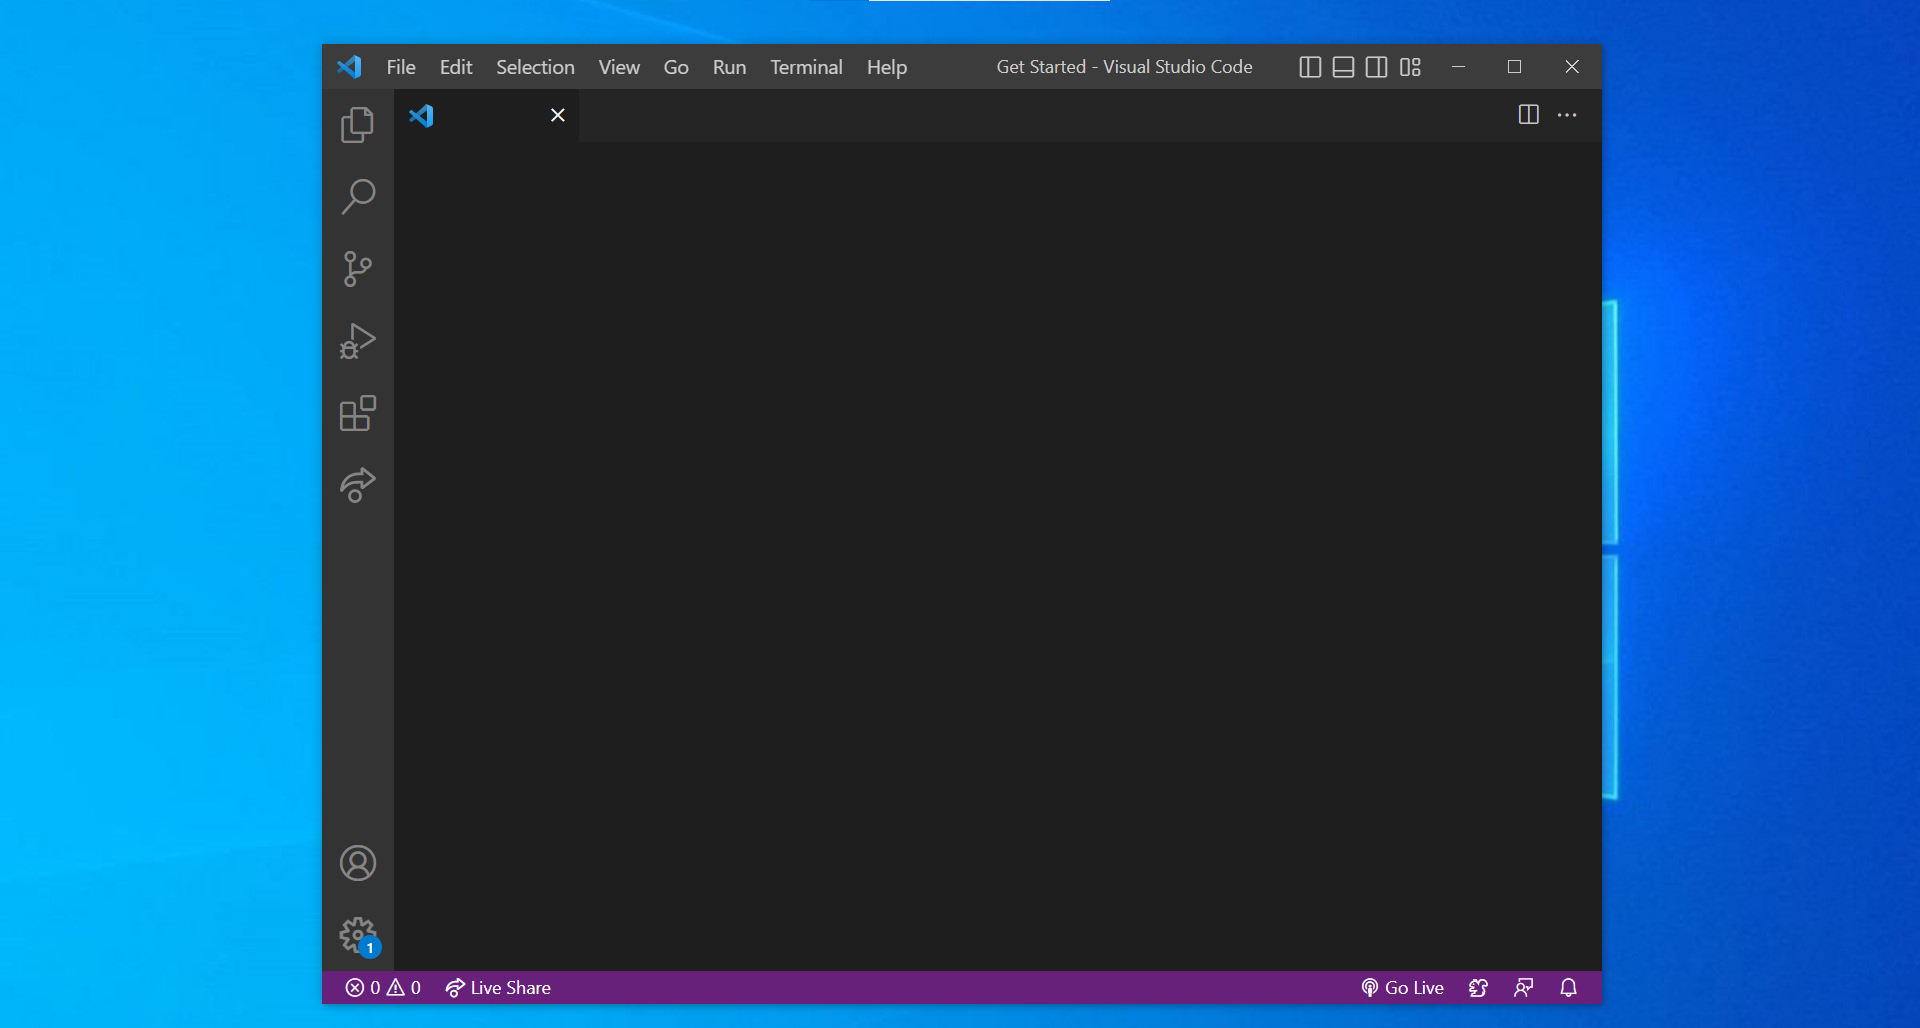 File Edit Selection View Go Run Terminal Help Get Started - Visual Studio Code
1
0 0 Live Share Go Live